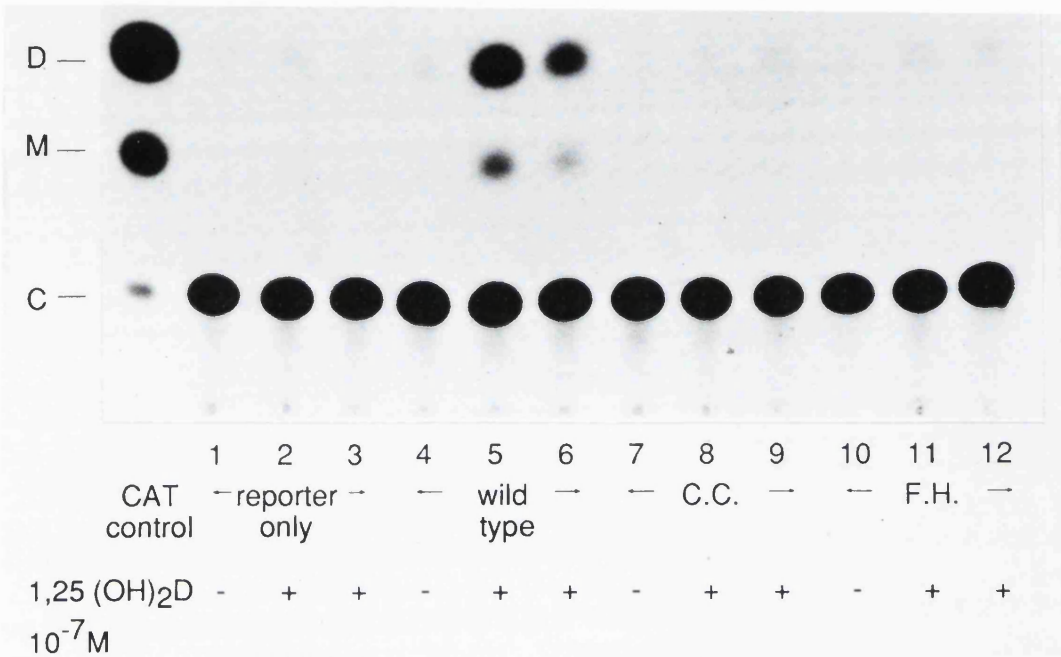 D —
M —
C —
1 2 3 4 5 6 7 8 9 10 11 12
CAT ← reporter → ← wild → ← C.C. → ← F.H. →
control only type
1,25 (OH)₂D - + + - + + - + + - + +
10⁻⁷M